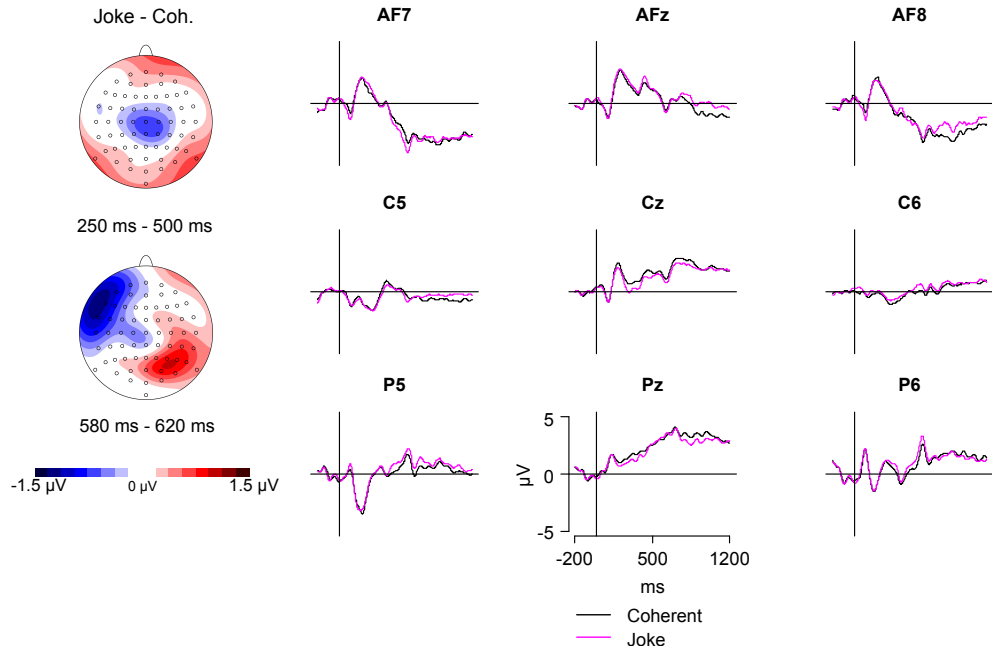 Joke - Coh.
AF7
AFz
AF8
250 ms - 500 ms
C5
Cz
C6
580 ms - 620 ms
-1.5 µV
0 µV
1.5 µV
P5
Pz
P6
5
0
-5
µV
-200
500
1200
ms
Coherent
Joke